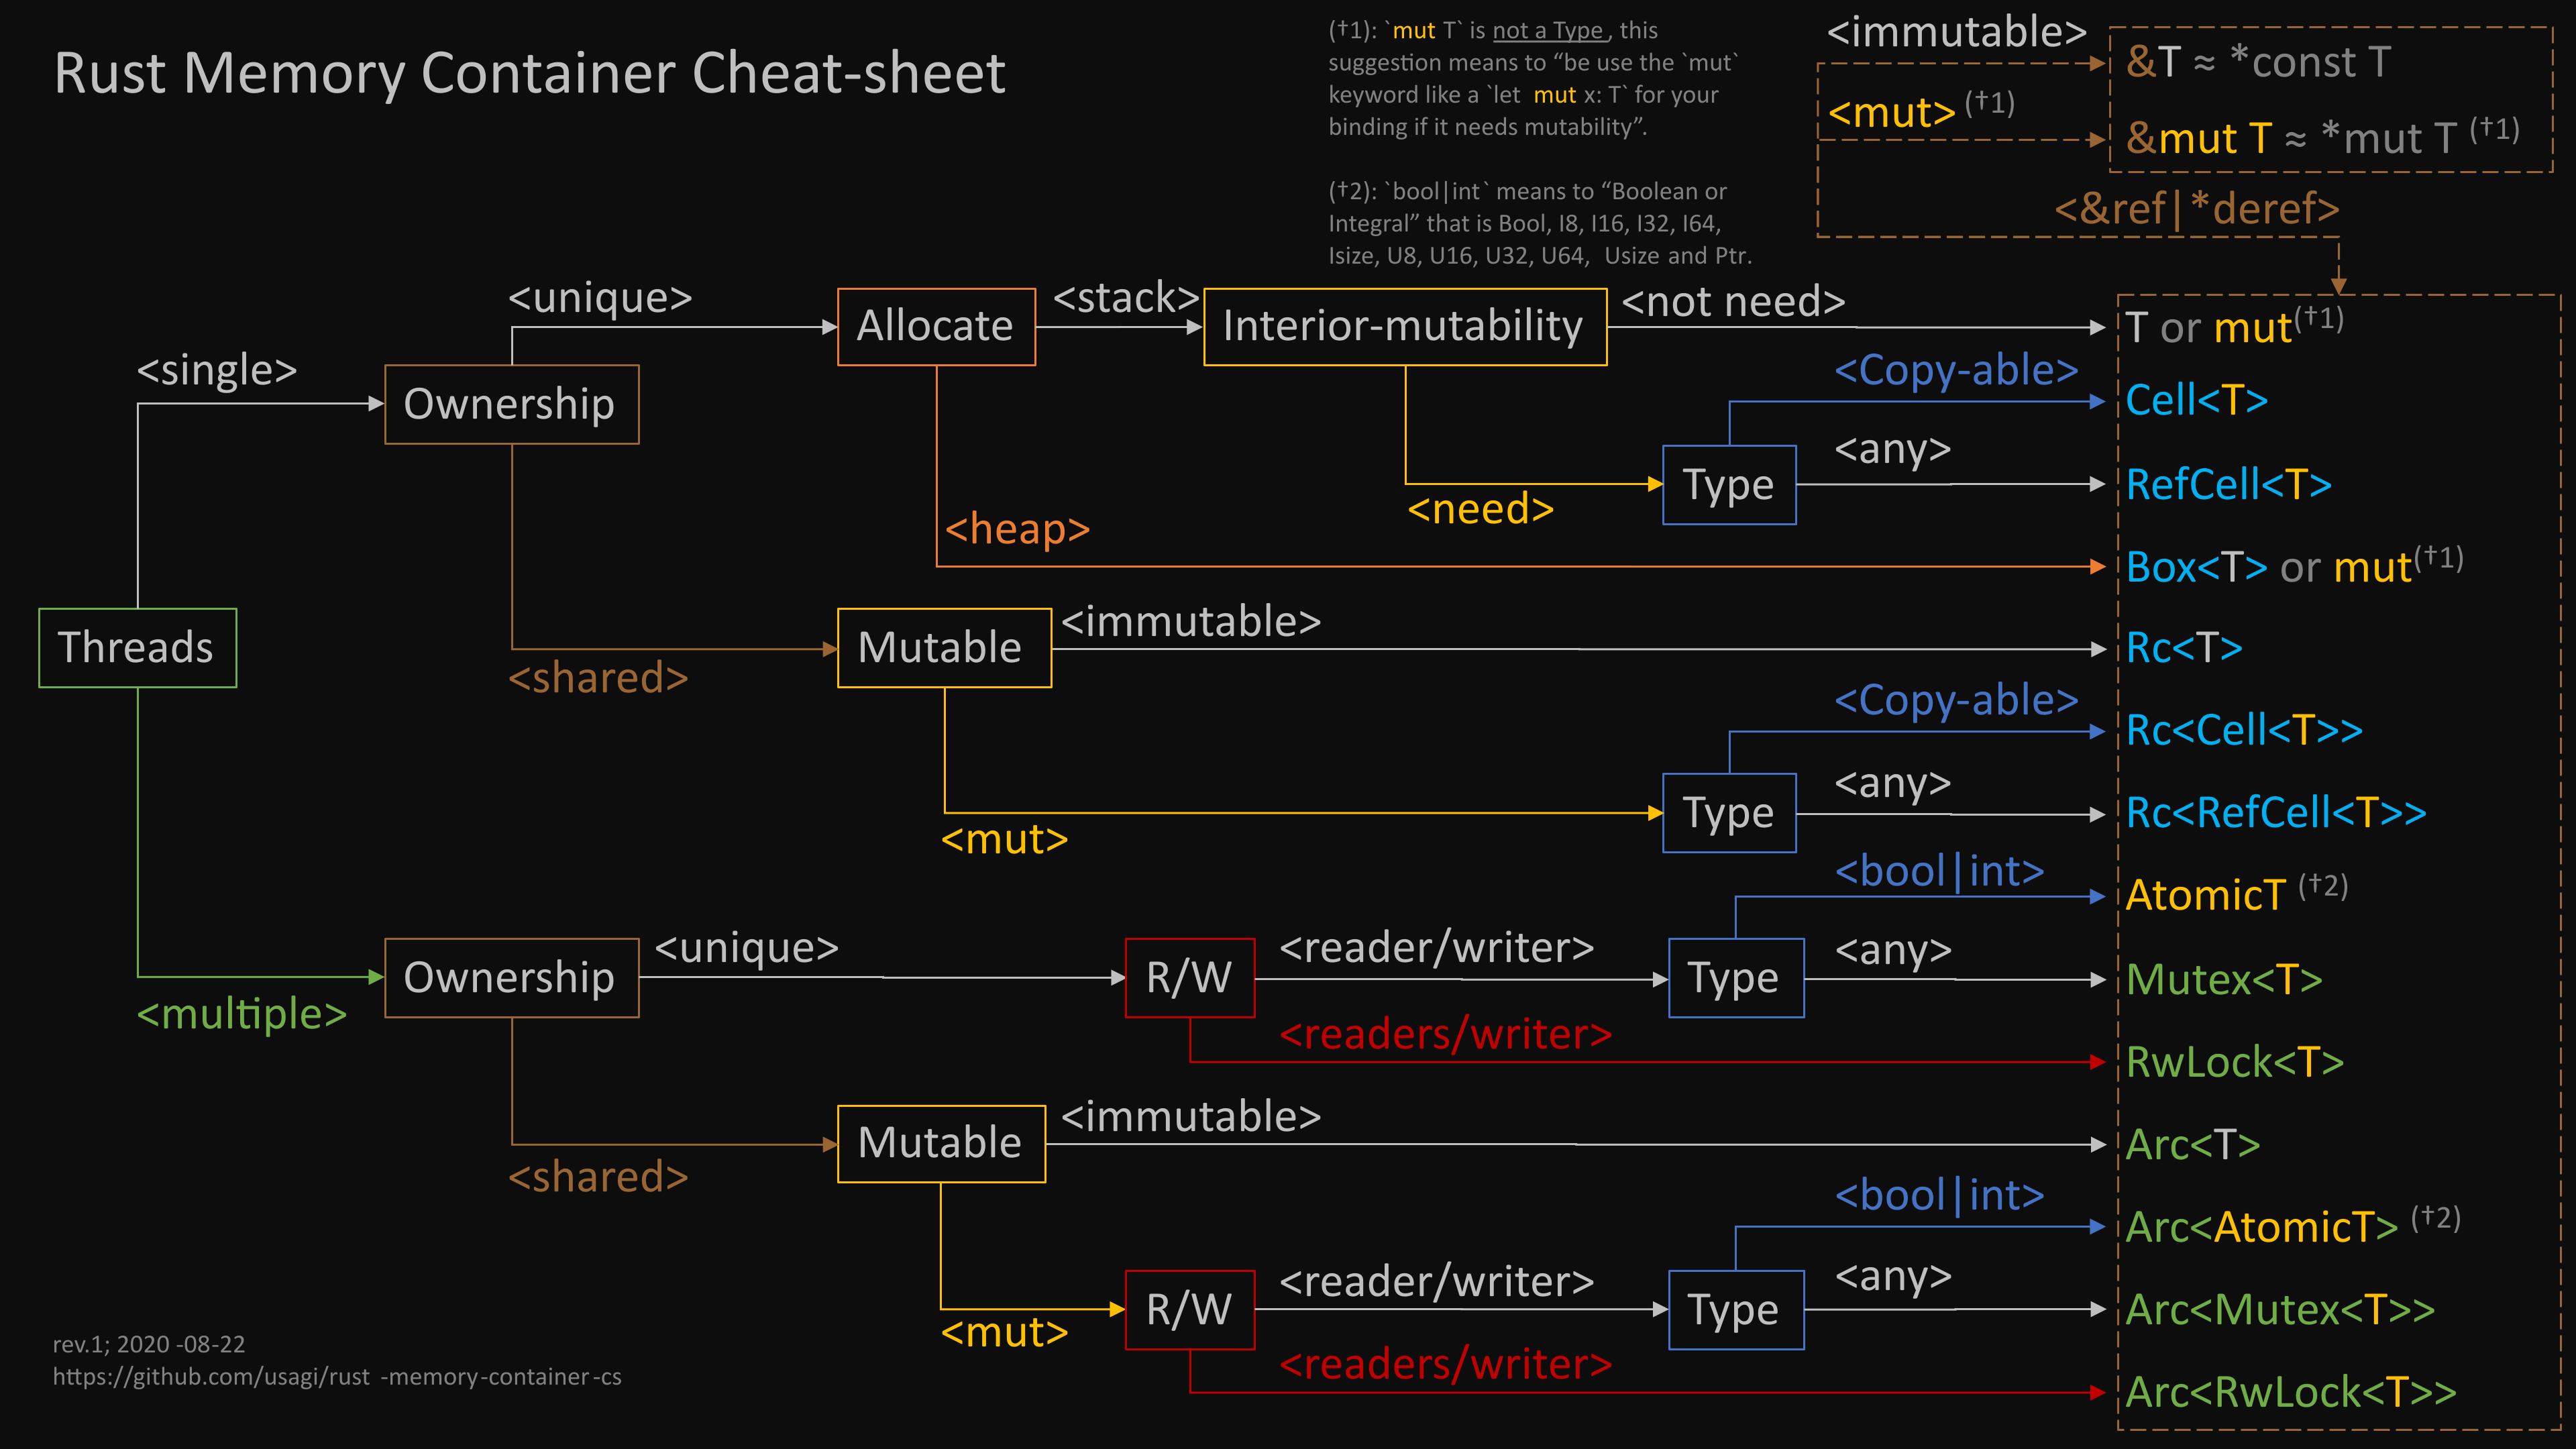 Rust Memory Container Cheat-sheet
(†1): `mut T` is not a Type, this
suggestion means to “be use the `mut`
keyword like a `let mut x: T` for your
binding if it needs mutability”.
(†2): `bool|int` means to “Boolean or
Integral” that is Bool, I8, I16, I32, I64,
Isize, U8, U16, U32, U64, Usize and Ptr.
<immutable>
&T ≈ *const T
<mut> (†1)
&mut T ≈ *mut T (†1)
<&ref|*deref>
<unique>
Allocate
<stack>
Interior-mutability
<not need>
T or mut(†1)
<single>
Ownership
<Copy-able>
Cell<T>
<any>
Type
RefCell<T>
<need>
<heap>
Box<T> or mut(†1)
Threads
<shared>
Mutable
<immutable>
Rc<T>
<Copy-able>
Rc<Cell<T>>
<any>
Type
Rc<RefCell<T>>
<mut>
<bool|int>
AtomicT (†2)
<multiple>
Ownership
<unique>
R/W
<reader/writer>
Type
<any>
Mutex<T>
<readers/writer>
RwLock<T>
<shared>
Mutable
<immutable>
Arc<T>
<bool|int>
Arc<AtomicT> (†2)
<mut>
R/W
<reader/writer>
Type
<any>
Arc<Mutex<T>>
<readers/writer>
Arc<RwLock<T>>
rev.1; 2020 -08-22
https://github.com/usagi/rust -memory-container-cs